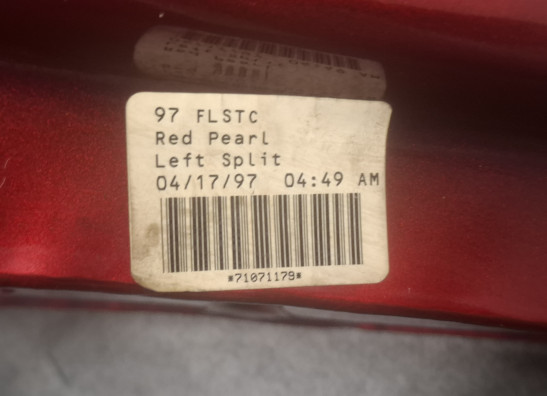 97 FLSTC
Red Pearl
Left Split
04/17/97 04:49 AM
*71071179*